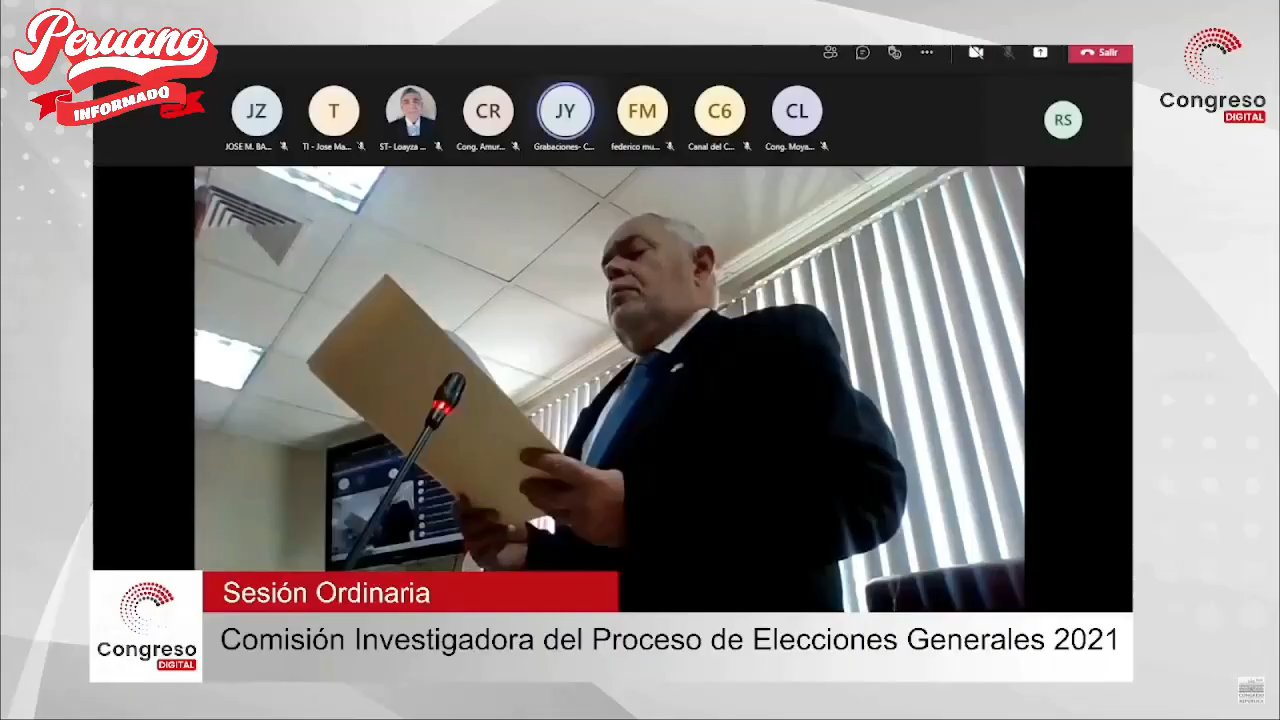 Peruano
INFORMADO
Salir
Congreso
DIGITAL
JZ
T
CR
JY
FM
C6
CL
RS
JOSE M. BA...
TI - Jose Ma...
ST- Loayza ...
Cong. Amur...
Grabaciones- C...
federico mu...
Canal del C...
Cong. Moya...
Sesión Ordinaria
Congreso
DIGITAL
Comisión Investigadora del Proceso de Elecciones Generales 2021
CONGRESO
REPÚBLICA